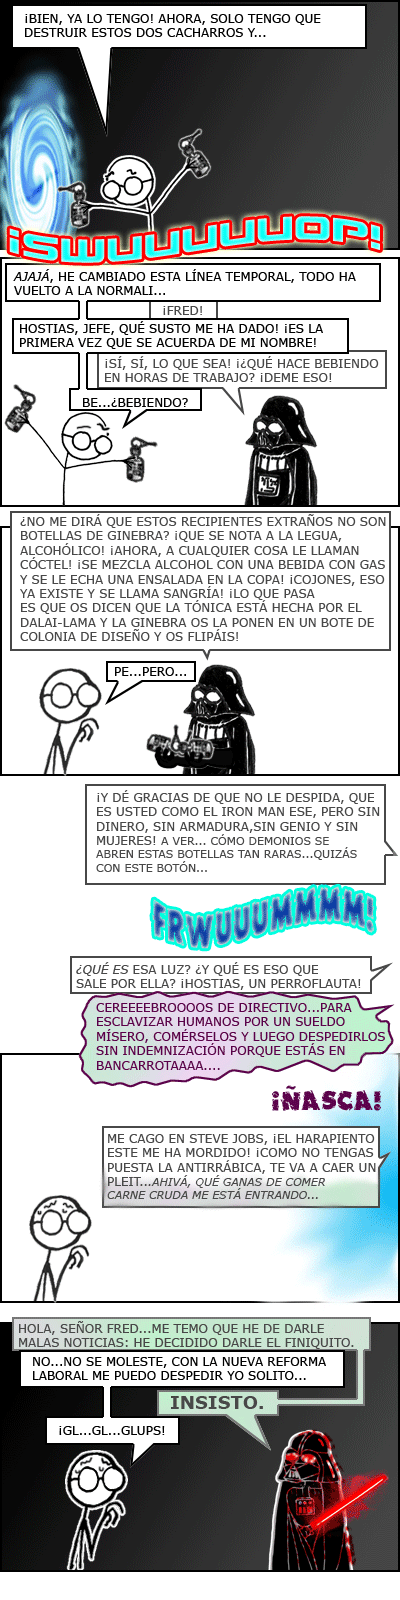 ¡BIEN, YA LO TENGO! AHORA, SOLO TENGO QUE
DESTRUIR ESTOS DOS CACHARROS Y...
¡SWUUUUUUOP!
AJAJÁ, HE CAMBIADO ESTA LÍNEA TEMPORAL, TODO HA
VUELTO A LA NORMALI...
¡FRED!
HOSTIAS, JEFE, QUÉ SUSTO ME HA DADO! ¡ES LA
PRIMERA VEZ QUE SE ACUERDA DE MI NOMBRE!
¡SÍ, SÍ, LO QUE SEA! ¡¿QUÉ HACE BEBIENDO
EN HORAS DE TRABAJO? ¡DEME ESO!
BE...¿BEBIENDO?
¿NO ME DIRÁ QUE ESTOS RECIPIENTES EXTRAÑOS NO SON
BOTELLAS DE GINEBRA? ¡QUE SE NOTA A LA LEGUA,
ALCOHÓLICO! ¡AHORA, A CUALQUIER COSA LE LLAMAN
CÓCTEL! ¡SE MEZCLA ALCOHOL CON UNA BEBIDA CON GAS
Y SE LE ECHA UNA ENSALADA EN LA COPA! ¡COJONES, ESO
YA EXISTE Y SE LLAMA SANGRÍA! ¡LO QUE PASA
ES QUE OS DICEN QUE LA TÓNICA ESTÁ HECHA POR EL
DALAI-LAMA Y LA GINEBRA OS LA PONEN EN UN BOTE DE
COLONIA DE DISEÑO Y OS FLIPÁIS!
PE...PERO...
¡Y DÉ GRACIAS DE QUE NO LE DESPIDA, QUE
ES USTED COMO EL IRON MAN ESE, PERO SIN
DINERO, SIN ARMADURA,SIN GENIO Y SIN
MUJERES! A VER... CÓMO DEMONIOS SE
ABREN ESTAS BOTELLAS TAN RARAS...QUIZÁS
CON ESTE BOTÓN...
FRWUUUMMMM!
¿QUÉ ES ESA LUZ? ¿Y QUÉ ES ESO QUE
SALE POR ELLA? ¡HOSTIAS, UN PERROFLAUTA!
CEREEEEBROOOOS DE DIRECTIVO...PARA
ESCLAVIZAR HUMANOS POR UN SUELDO
MÍSERO, COMÉRSELOS Y LUEGO DESPEDIRLOS
SIN INDEMNIZACIÓN PORQUE ESTÁS EN
BANCARROTAAAA....
¡ÑASCA!
ME CAGO EN STEVE JOBS, ¡EL HARAPIENTO
ESTE ME HA MORDIDO! ¡COMO NO TENGAS
PUESTA LA ANTIRRÁBICA, TE VA A CAER UN
PLEIT...AHIVÁ, QUÉ GANAS DE COMER
CARNE CRUDA ME ESTÁ ENTRANDO...
HOLA, SEÑOR FRED...ME TEMO QUE HE DE DARLE
MALAS NOTICIAS: HE DECIDIDO DARLE EL FINIQUITO.
NO...NO SE MOLESTE, CON LA NUEVA REFORMA
LABORAL ME PUEDO DESPEDIR YO SOLITO...
INSISTO.
¡GL...GL...GLUPS!